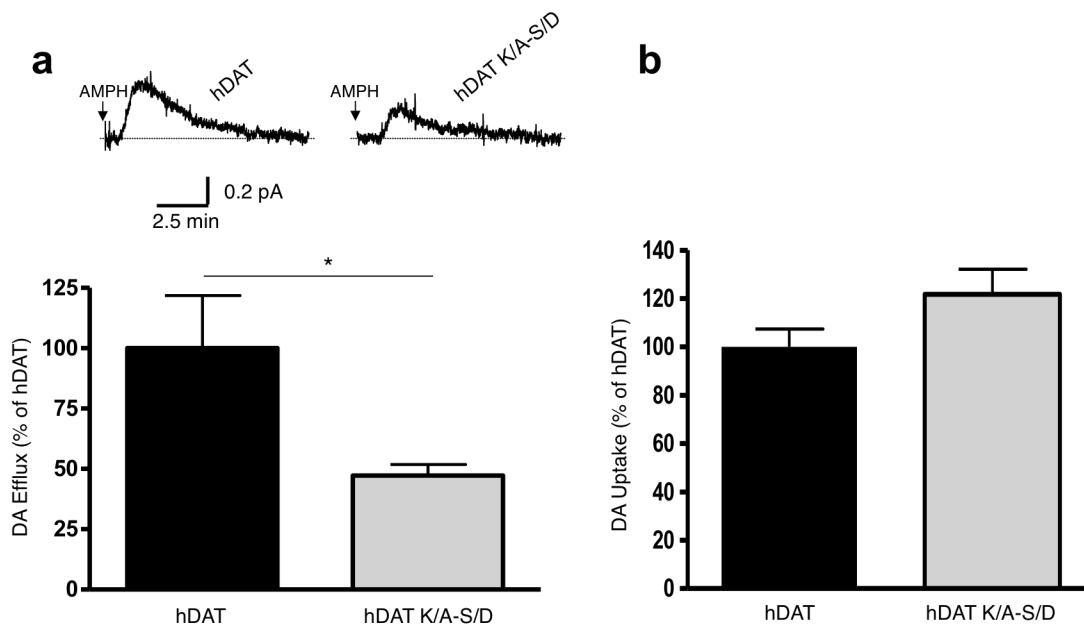 a
AMPH
hDAT
AMPH
hDAT K/A-S/D
0.2 pA
2.5 min
*
DA Efflux (% of hDAT)
125
100
75
50
25
0
hDAT
hDAT K/A-S/D
b
DA Uptake (% of hDAT)
140
120
100
80
60
40
20
0
hDAT
hDAT K/A-S/D